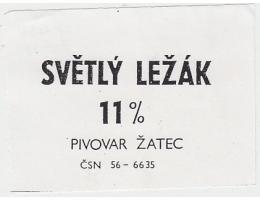 SVĚTLÝ LEŽÁK
11%
PIVOVAR ŽATEC
ČSN 56-6635